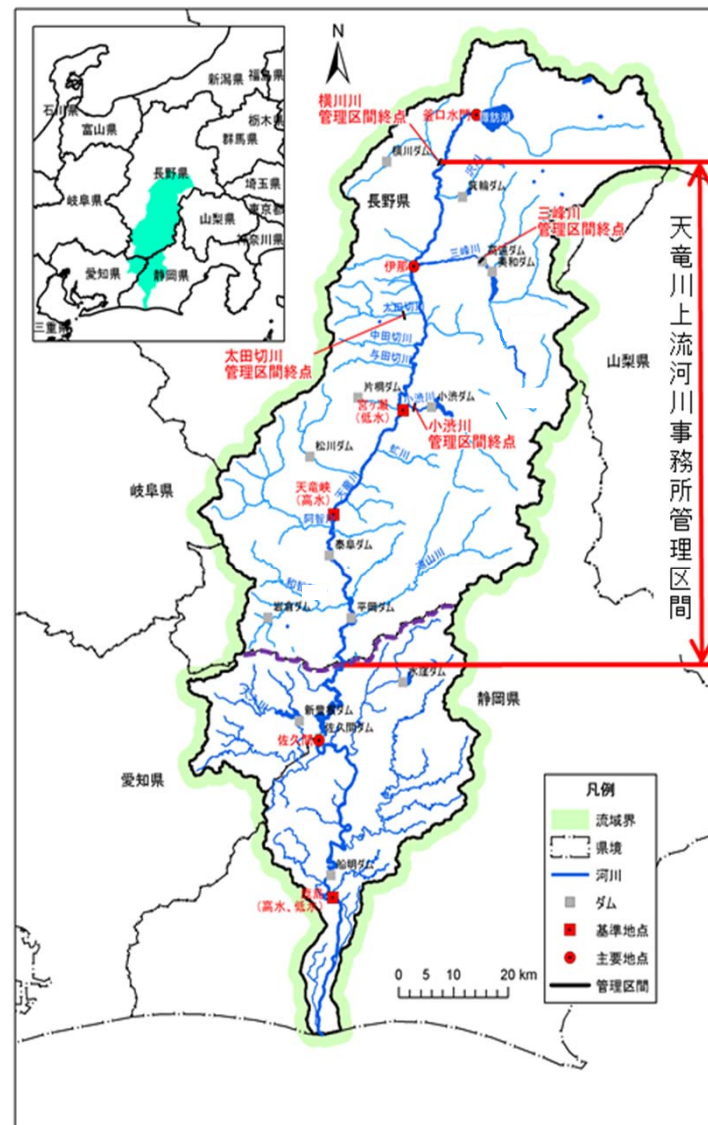 新潟県
福島県
石川県
富山県
栃木県
群馬県
長野県
岐阜県
埼玉県
山梨県
東京都
神奈川県
愛知県
静岡県
三重県
N
横川川
管理区間終点
釜口水門
諏訪湖
横川ダム
沢川
箕輪ダム
長野県
三峰川
管理区間終点
三峰川
高遠ダム
美和ダム
伊那
太田切川
中田切川
与田切川
太田切川
管理区間終点
山梨県
天竜川上流河川事務所管理区間
片桐ダム
宮ヶ瀬
(低水)
小渋川
小渋ダム
小渋川
管理区間終点
松川ダム
虻川
岐阜県
天竜川
天竜峡
(高水)
阿智川
泰阜ダム
遠山川
岩倉ダム
平岡ダム
水窪ダム
静岡県
新豊根ダム
佐久間ダム
佐久間
愛知県
船明ダム
鹿島
(高水、低水)
0 5 10 20 km
凡例
流域界
県境
河川
ダム
基準地点
主要地点
管理区間